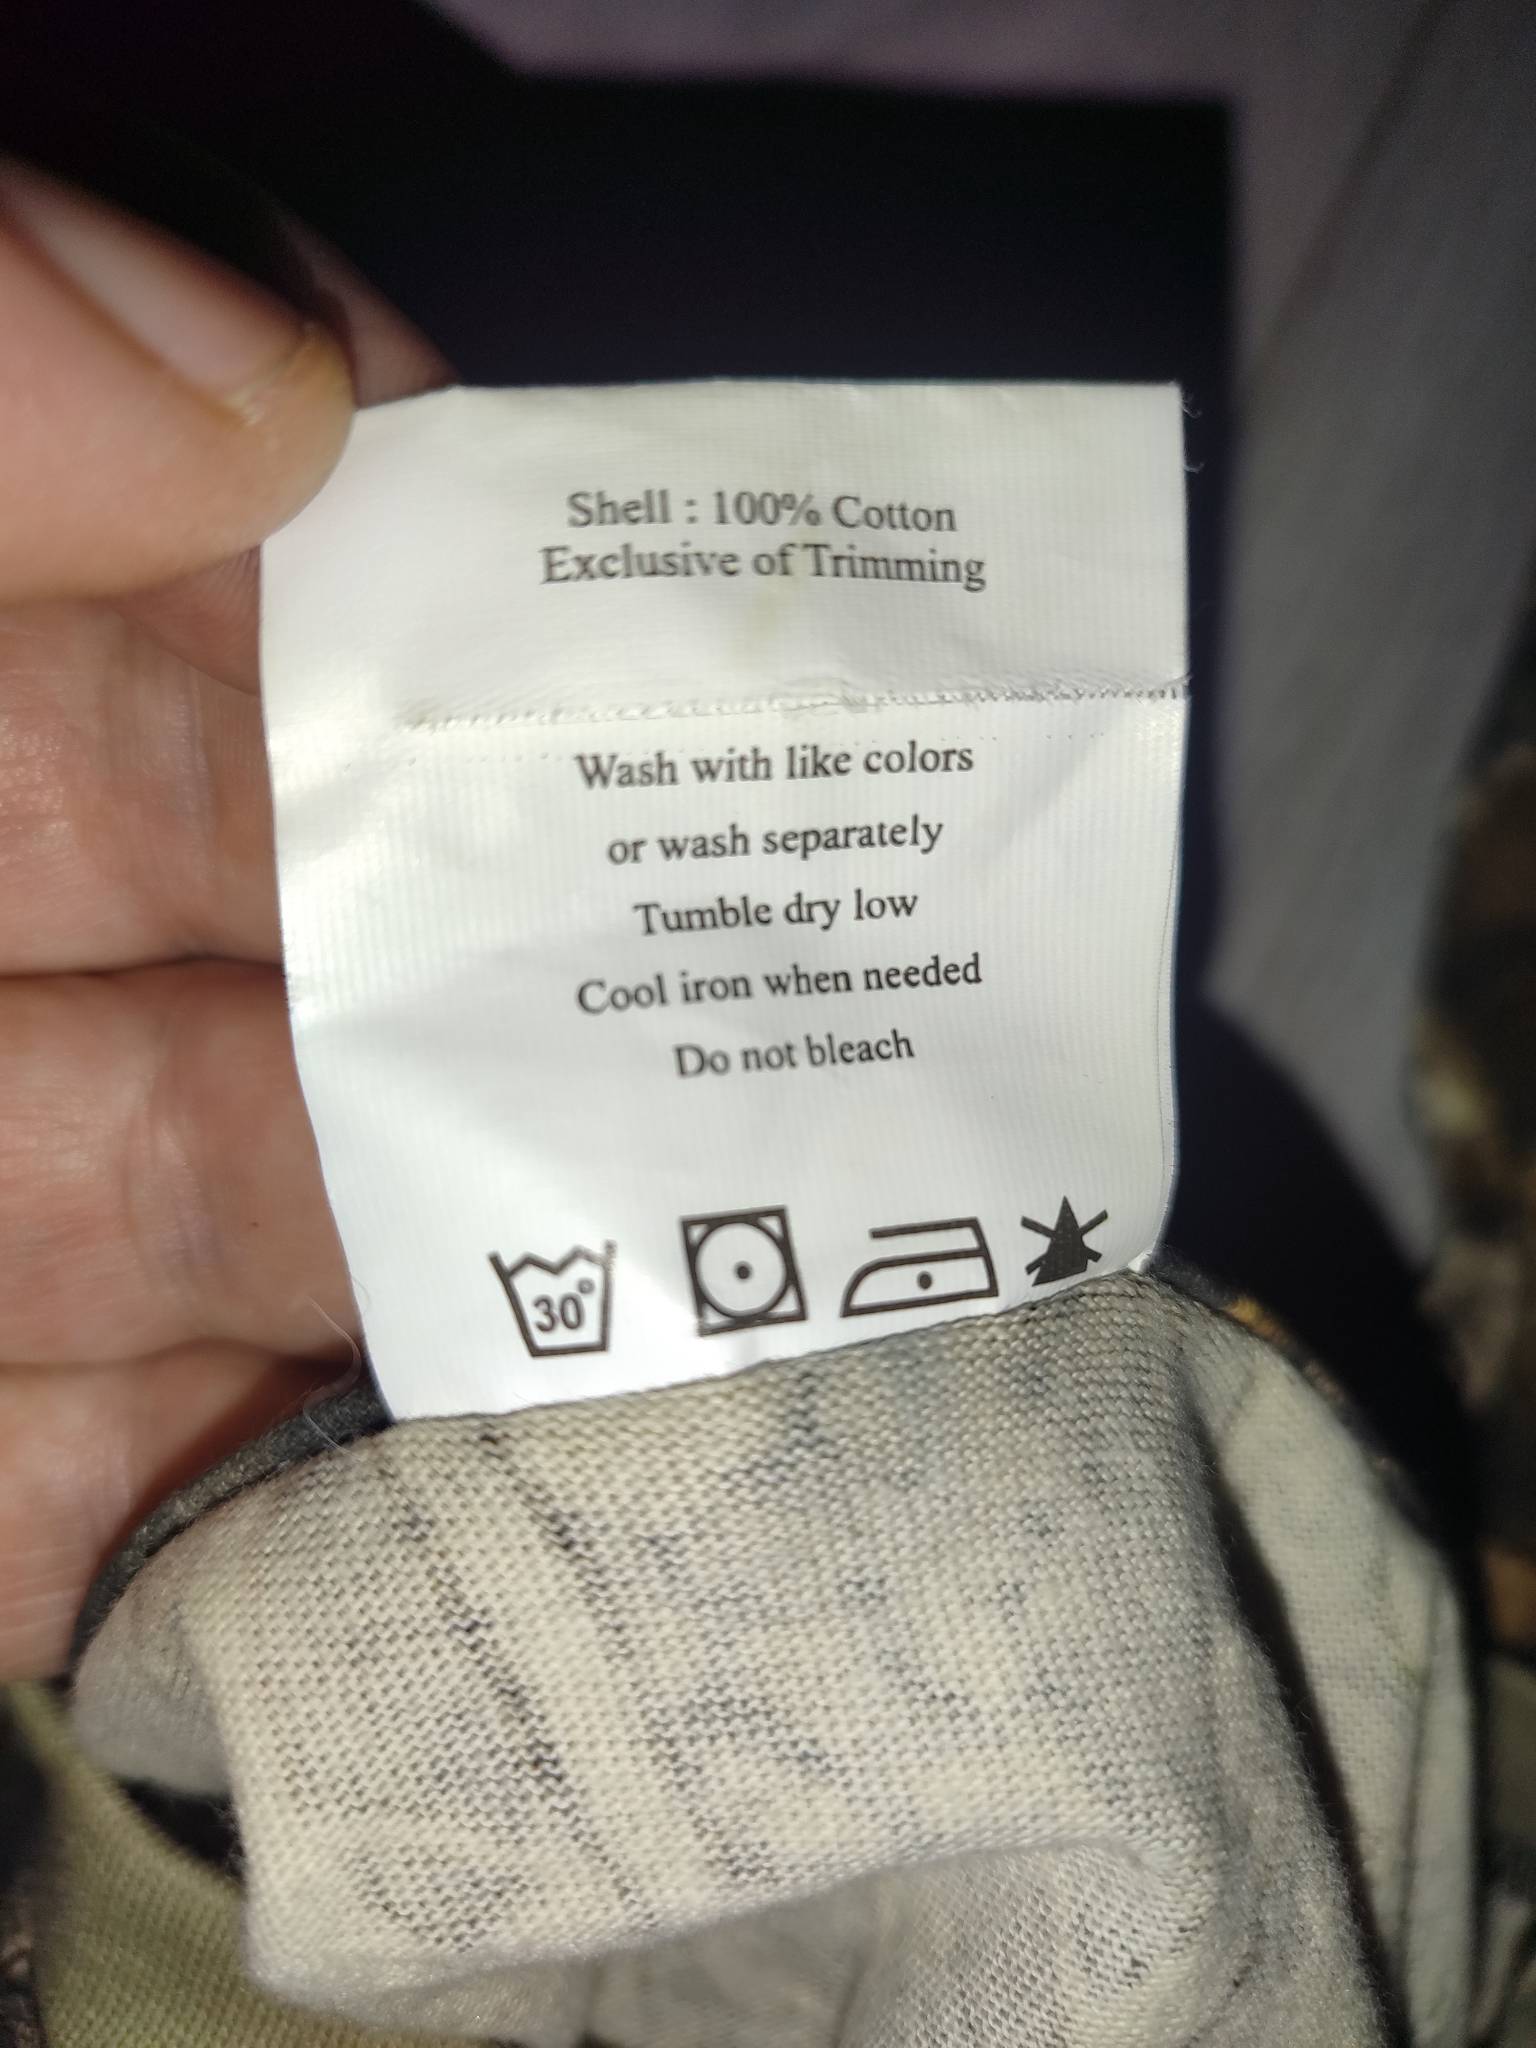 Shell : 100% Cotton
Exclusive of Trimming
Wash with like colors
or wash separately
Tumble dry low
Cool iron when needed
Do not bleach
30°